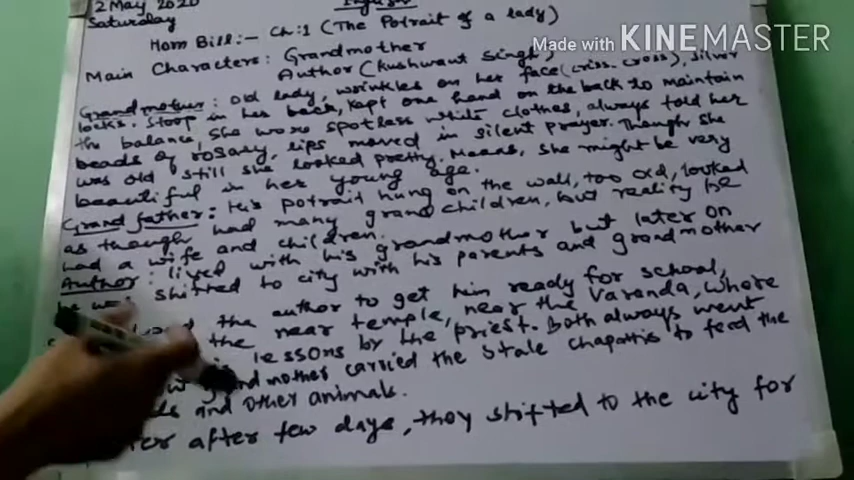 2 May 2020
Saturday
Horn Bill:- Ch:1 (The Potrait of a lady)
Main Characters: Grandmother
Author (Kushwant Singh)
Made with KINEMASTER
Grandmother: old lady, wrinkles on her face (criss. cross), silver
locks. Stoop in her back, kept one hand on the back to maintain
the balance, she wore spotless white clothes, always told her
beads of rosary, lips moved in silent prayer. Though she
was old still she looked pretty. Means, she might be very
beautiful in her young age.
Grand father: His potrait hung on the wall, too old, looked
as though had many grand children, but reality he
had a wife and children.
Author: lived with his grandmother but later on
shifted to city with his parents and grandmother
the author to get him ready for school,
the near temple, near the Varanda, where
lessons by the priest. Both always went
grand mother carried the stale chapattis to feed the
and other animals.
after few days, they shifted to the city for